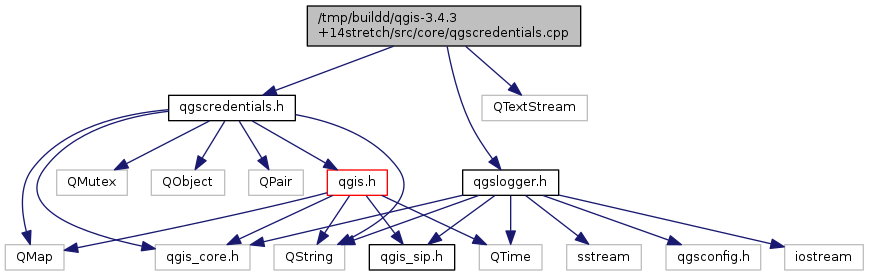 /tmp/buildd/qgis-3.4.3
+14stretch/src/core/qgscredentials.cpp
qgscredentials.h
QTextStream
QMutex
QObject
QPair
qgis.h
qgslogger.h
QMap
qgis_core.h
QString
qgis_sip.h
QTime
sstream
qgsconfig.h
iostream